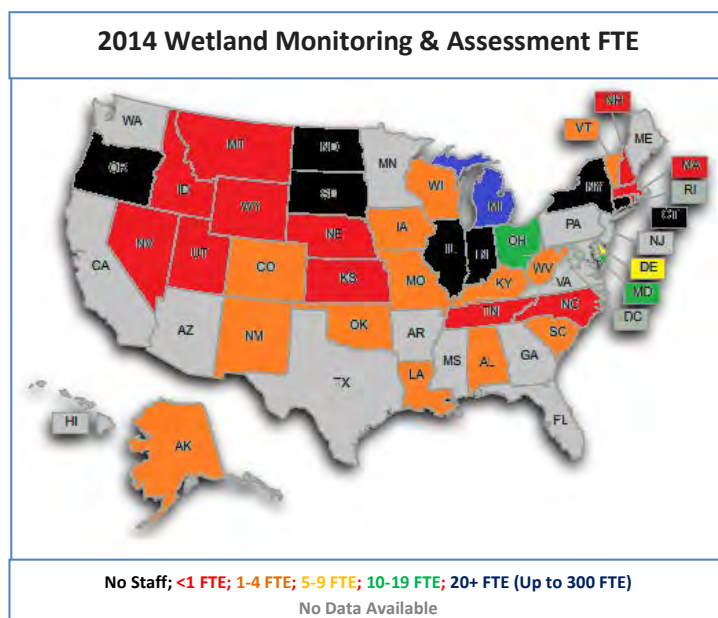 2014 Wetland Monitoring & Assessment FTE
WA
MT
ND
MN
OR
ID
SD
WI
MI
WY
NV
UT
NE
IA
CA
CO
KS
MO
IL
IN
OH
KY
WV
VA
PA
NY
ME
NH
VT
MA
RI
CT
NJ
DE
MD
DC
AZ
NM
OK
AR
TN
NC
SC
TX
LA
MS
AL
GA
FL
HI
AK
No Staff; <1 FTE; 1-4 FTE; 5-9 FTE; 10-19 FTE; 20+ FTE (Up to 300 FTE)
No Data Available